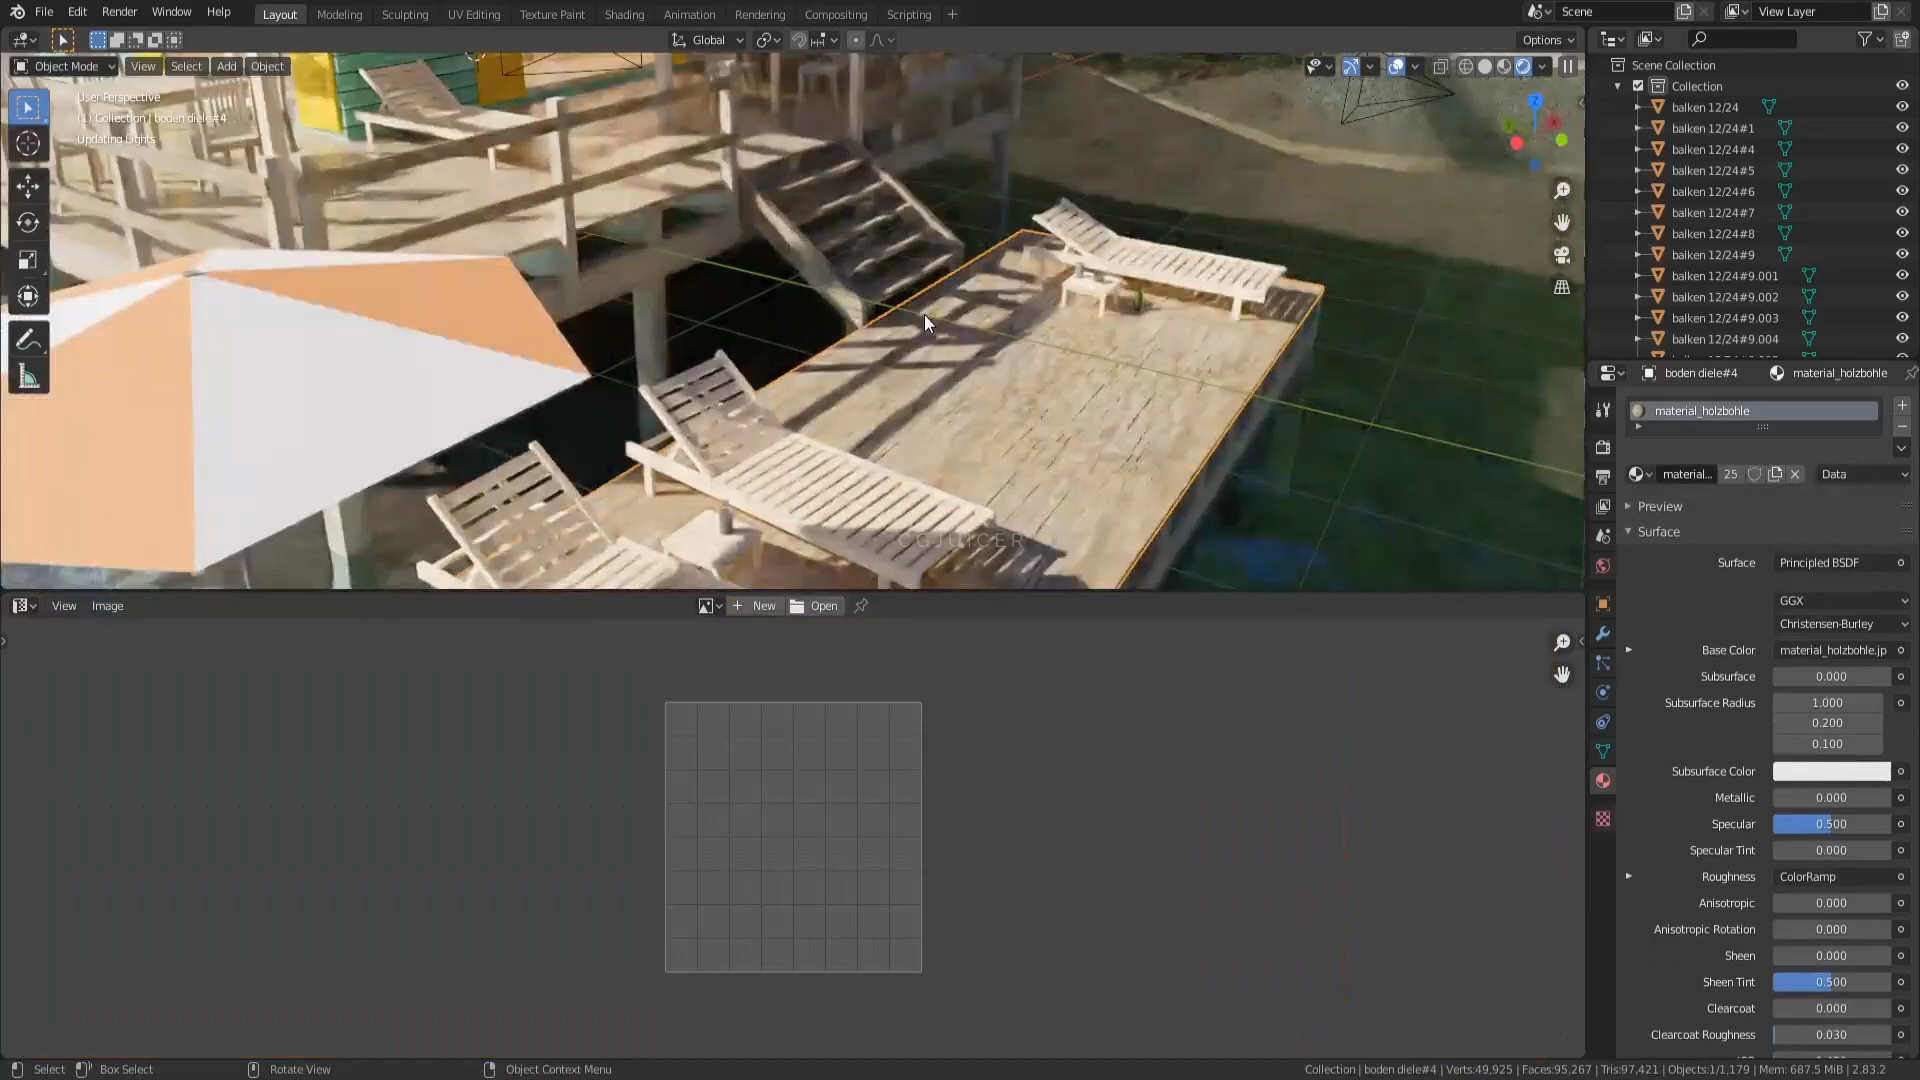 File Edit Render Window Help Layout Modeling Sculpting UV Editing Texture Paint Shading Animation Rendering Compositing Scripting + Scene View Layer
Global Options
Object Mode View Select Add Object
User Perspective
(1) Collection | boden diele#4
Updating Lights
Z
CGJUICER
Scene Collection
Collection
balken 12/24
balken 12/24#1
balken 12/24#4
balken 12/24#5
balken 12/24#6
balken 12/24#7
balken 12/24#8
balken 12/24#9
balken 12/24#9.001
balken 12/24#9.002
balken 12/24#9.003
balken 12/24#9.004
boden diele#4 material_holzbohle
material_holzbohle
material... 25 Data
Preview
Surface
Surface Principled BSDF
GGX
Christensen-Burley
Base Color material_holzbohle.jp
Subsurface 0.000
Subsurface Radius 1.000
0.200
0.100
Subsurface Color
Metallic 0.000
Specular 0.500
Specular Tint 0.000
Roughness ColorRamp
Anisotropic 0.000
Anisotropic Rotation 0.000
Sheen 0.000
Sheen Tint 0.500
Clearcoat 0.000
Clearcoat Roughness 0.030
View Image + New Open
Select Box Select Rotate View Object Context Menu
Collection | boden diele#4 | Verts:49,925 | Faces:95,267 | Tris:97,421 | Objects:1/1,179 | Mem: 687.5 MiB | 2.83.2